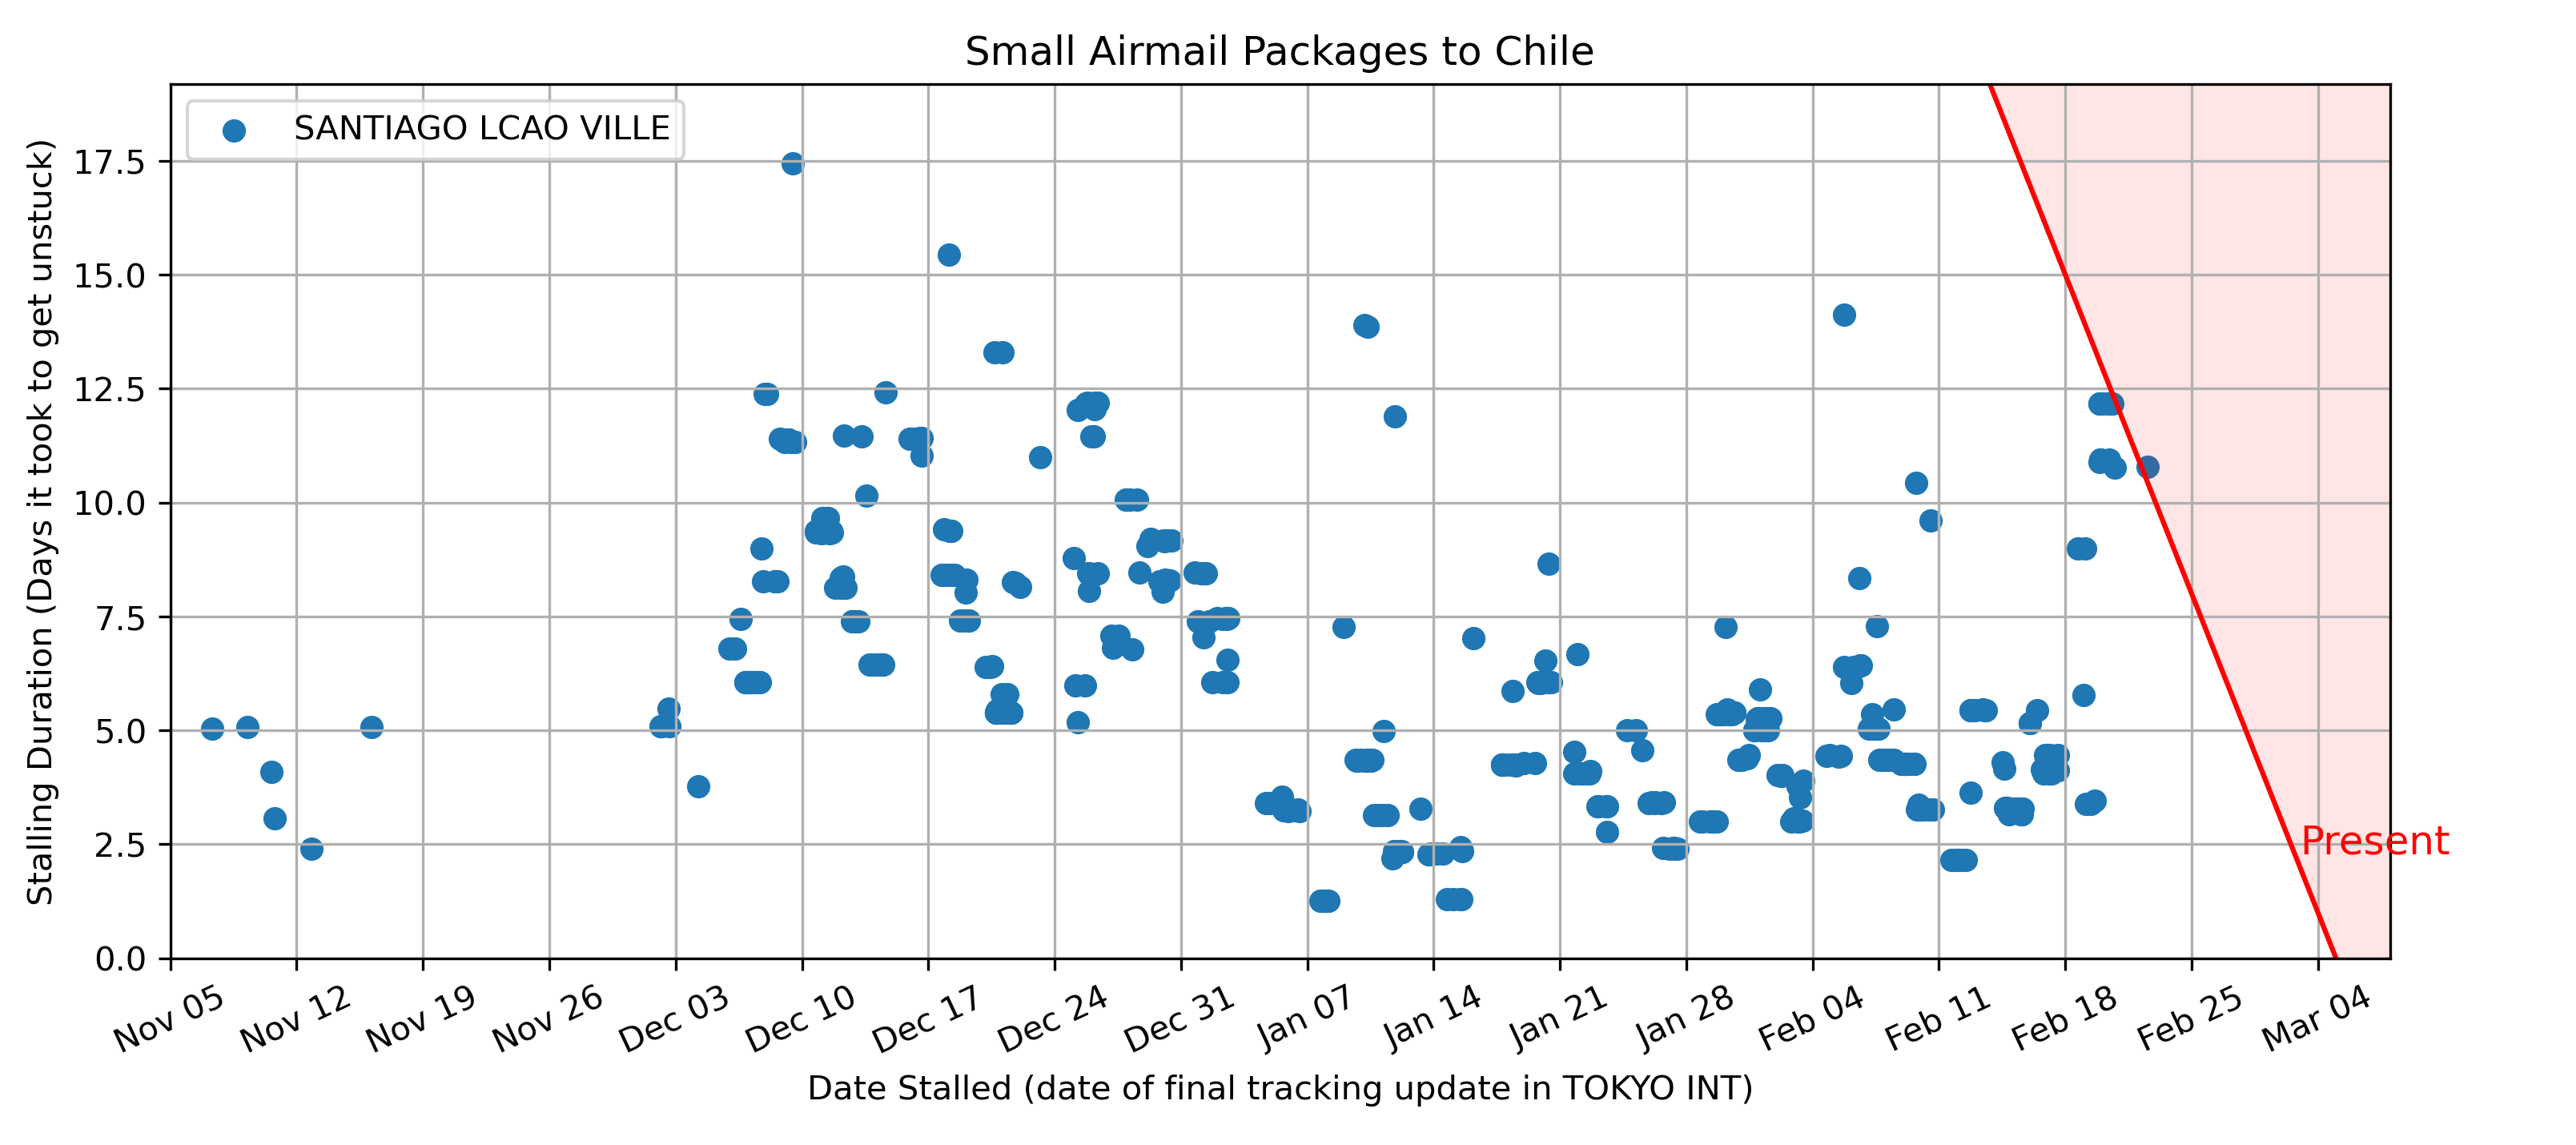 Small Airmail Packages to Chile
SANTIAGO LCAO VILLE
Stalling Duration (Days it took to get unstuck)
17.5
15.0
12.5
10.0
7.5
5.0
2.5
0.0
Present
Nov 05
Nov 12
Nov 19
Nov 26
Dec 03
Dec 10
Dec 17
Dec 24
Dec 31
Jan 07
Jan 14
Jan 21
Jan 28
Feb 04
Feb 11
Feb 18
Feb 25
Mar 04
Date Stalled (date of final tracking update in TOKYO INT)